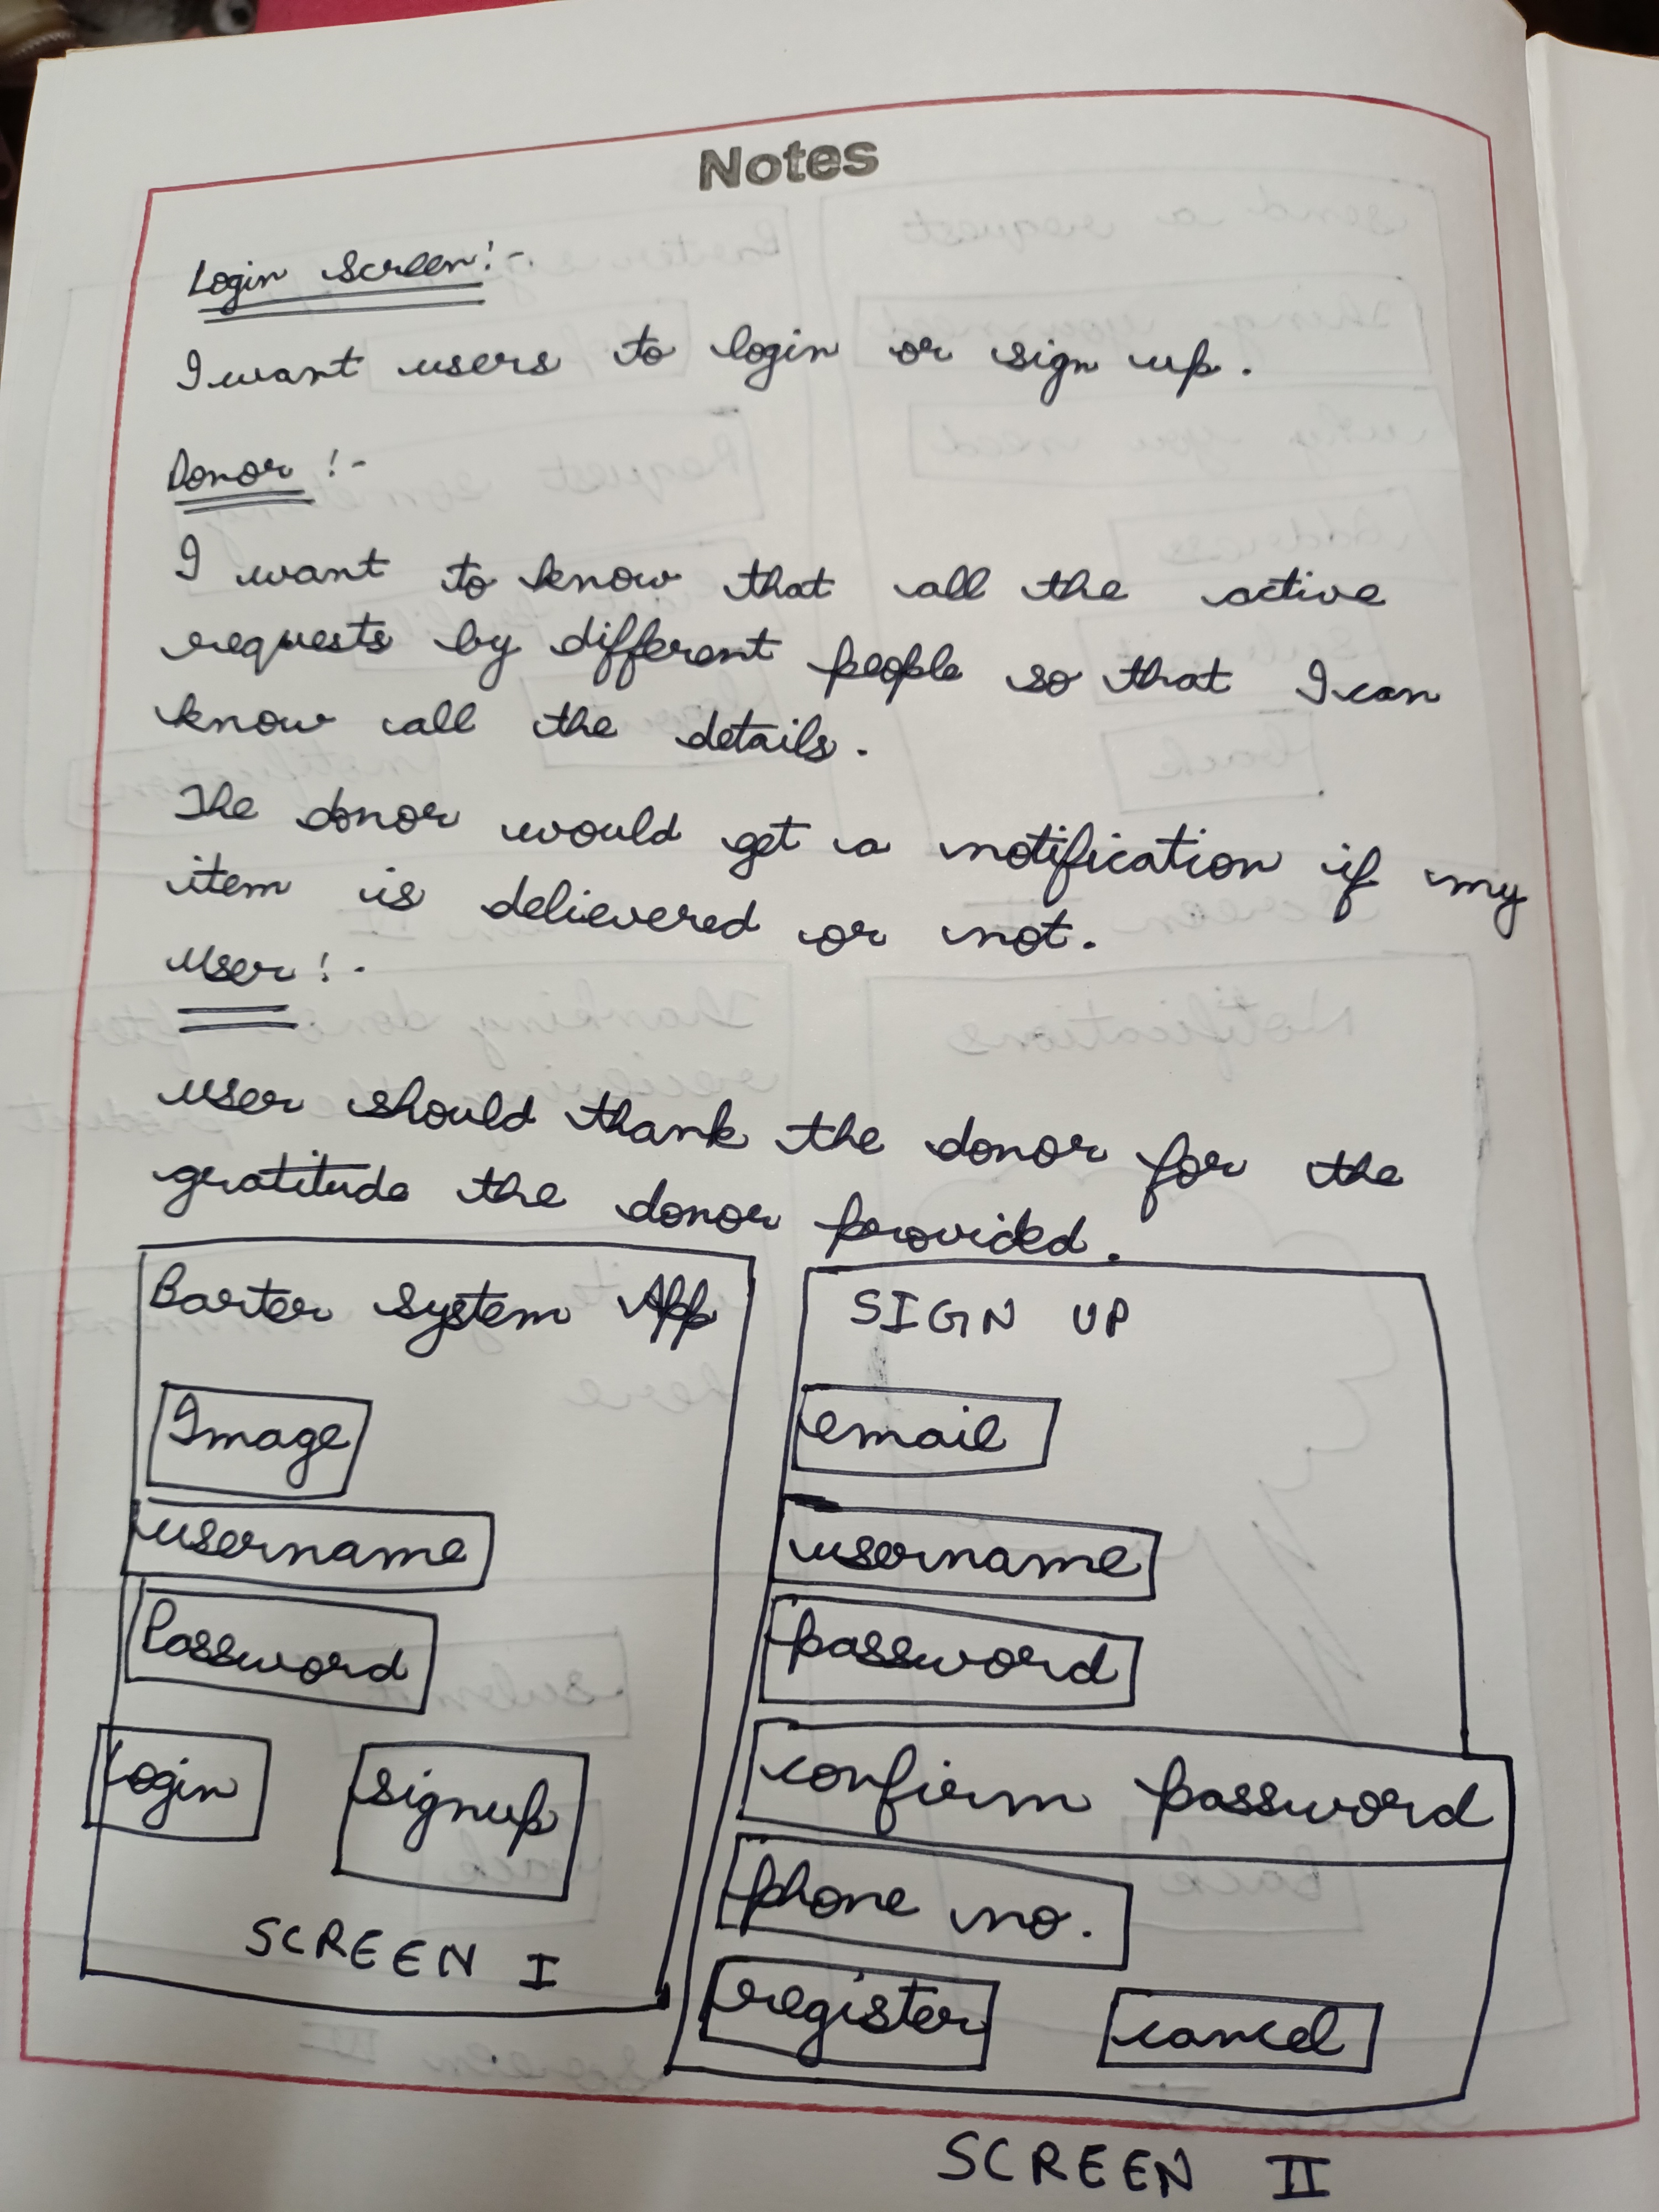 Notes
Login Screen:-
I want users to login or sign up.
Donor :-
I want to know that all the active
requests by different people so that I can
know all the details.
The donor would get a notification if my
item is delievered or not.
User :-
User should thank the donor for the
gratitude the donor provided.
Barter System App
Image
username
Password
login signup
SCREEN I
SIGN UP
email
username
password
confirm password
phone no.
register cancel
SCREEN II